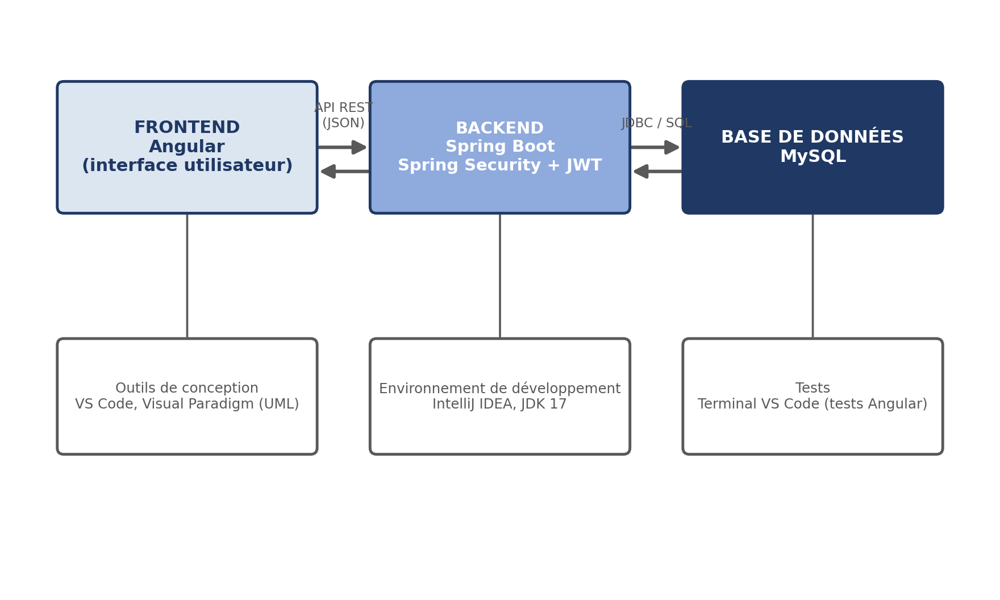 FRONTEND
Angular
(interface utilisateur)
API REST
(JSON)
BACKEND
Spring Boot
Spring Security + JWT
JDBC / SQL
BASE DE DONNÉES
MySQL
Outils de conception
VS Code, Visual Paradigm (UML)
Environnement de développement
IntelliJ IDEA, JDK 17
Tests
Terminal VS Code (tests Angular)